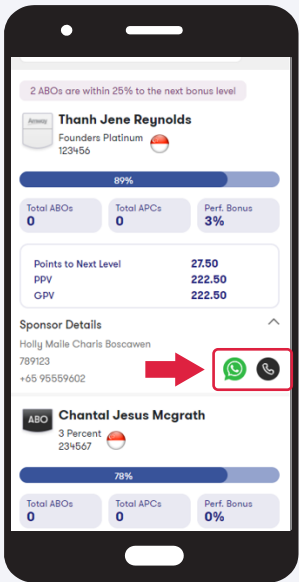 2 ABOs are within 25% to the next bonus level
Amway
Thanh Jene Reynolds
Founders Platinum
123456
89%
Total ABOs
0
Total APCs
0
Perf. Bonus
3%
Points to Next Level 27.50
PPV 222.50
GPV 222.50
Sponsor Details
Holly Maile Charis Boscawen
789123
+65 95559602
ABO
Chantal Jesus Mcgrath
3 Percent
234567
78%
Total ABOs
0
Total APCs
0
Perf. Bonus
0%